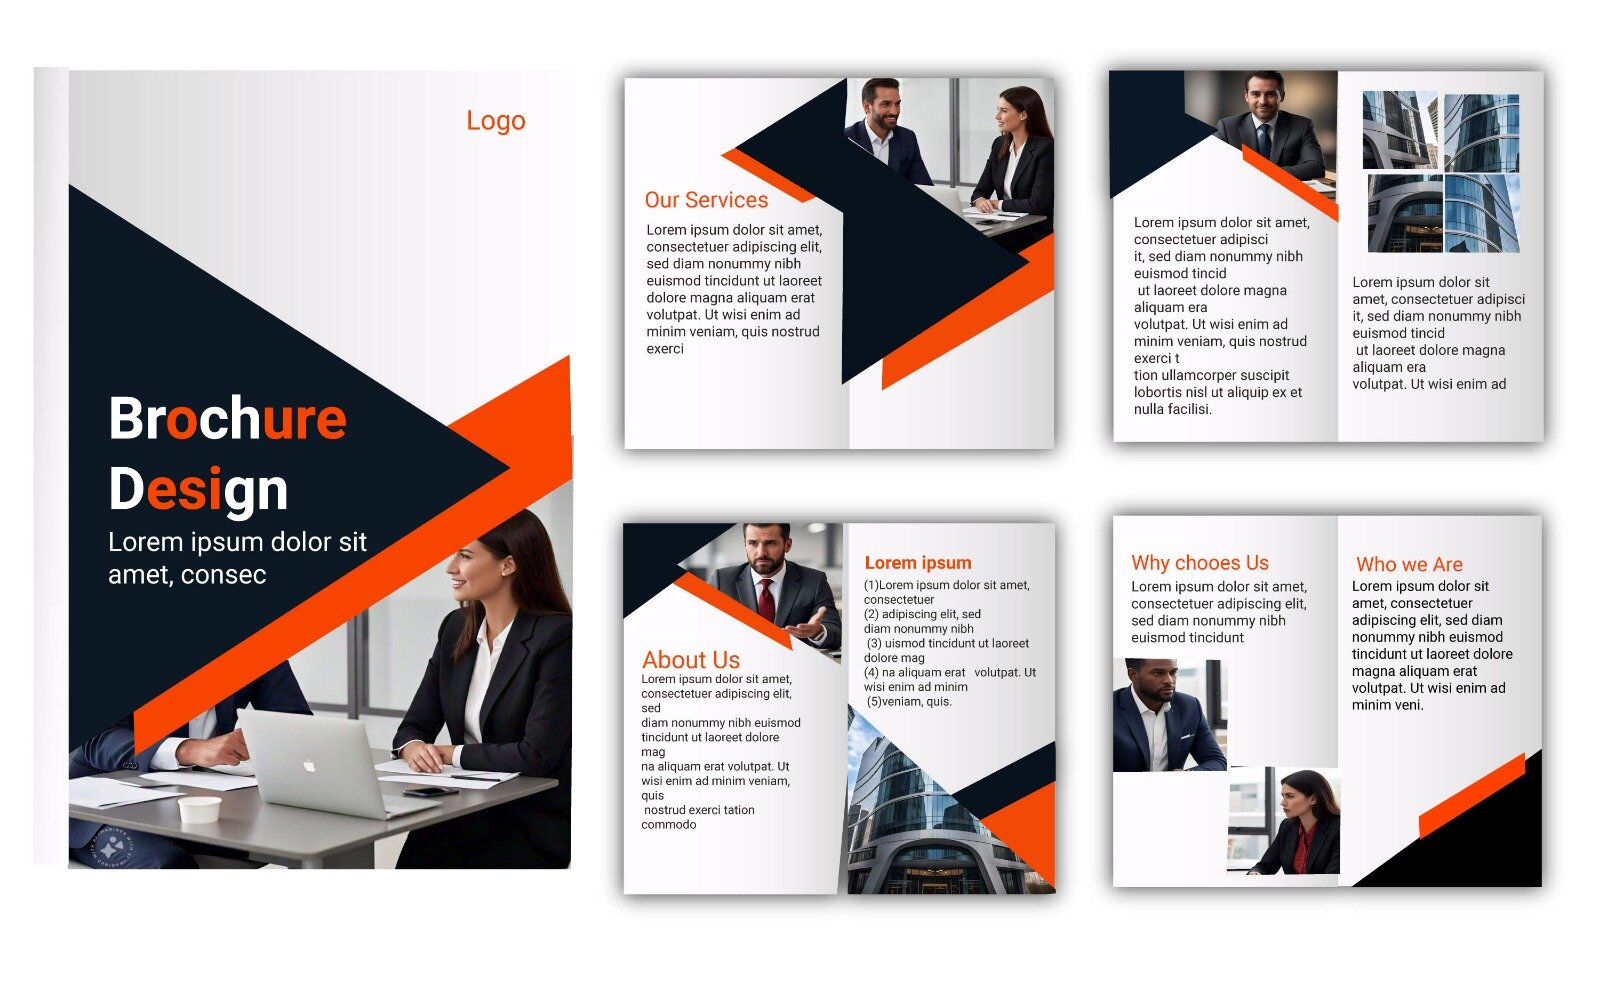 Logo
Brochure
Design
Lorem ipsum dolor sit
amet, consec
Our Services
Lorem ipsum dolor sit amet,
consectetuer adipiscing elit,
sed diam nonummy nibh
euismod tincidunt ut laoreet
dolore magna aliquam erat
volutpat. Ut wisi enim ad
minim veniam, quis nostrud
exerci
Lorem ipsum dolor sit amet,
consectetuer adipisci
it, sed diam nonummy nibh
euismod tincid
ut laoreet dolore magna
aliquam era
volutpat. Ut wisi enim ad
minim veniam, quis nostrud
exerci t
tion ullamcorper suscipit
lobortis nisl ut aliquip ex et
nulla facilisi.
Lorem ipsum dolor sit
amet, consectetuer adipisci
it, sed diam nonummy nibh
euismod tincid
ut laoreet dolore magna
aliquam era
volutpat. Ut wisi enim ad
About Us
Lorem ipsum dolor sit amet,
consectetuer adipiscing elit,
sed
diam nonummy nibh euismod
tincidunt ut laoreet dolore
mag
na aliquam erat volutpat. Ut
wisi enim ad minim veniam,
quis
nostrud exerci tation
commodo
Lorem ipsum
(1)Lorem ipsum dolor sit amet,
consectetuer
(2) adipiscing elit, sed
diam nonummy nibh
(3) uismod tincidunt ut laoreet
dolore mag
(4) na aliquam erat volutpat. Ut
wisi enim ad minim
(5)veniam, quis.
Why chooes Us
Lorem ipsum dolor sit amet,
consectetuer adipiscing elit,
sed diam nonummy nibh
euismod tincidunt
Who we Are
Lorem ipsum dolor sit
amet, consectetuer
adipiscing elit, sed diam
nonummy nibh euismod
tincidunt ut laoreet dolore
magna aliquam erat
volutpat. Ut wisi enim ad
minim veni.